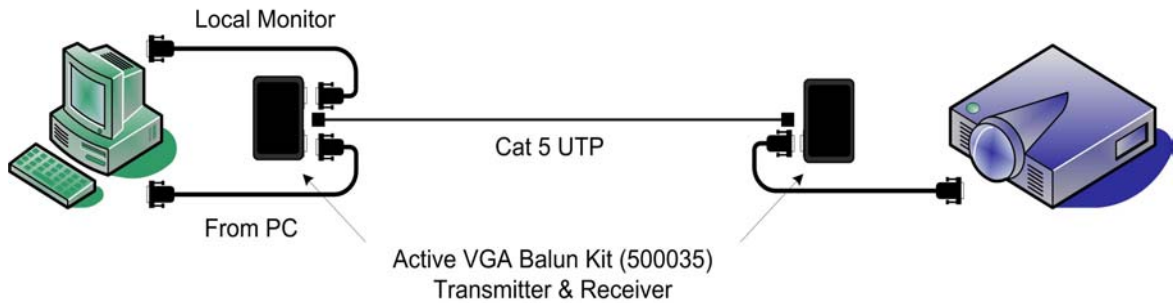 Local Monitor
Cat 5 UTP
From PC
Active VGA Balun Kit (500035)
Transmitter & Receiver